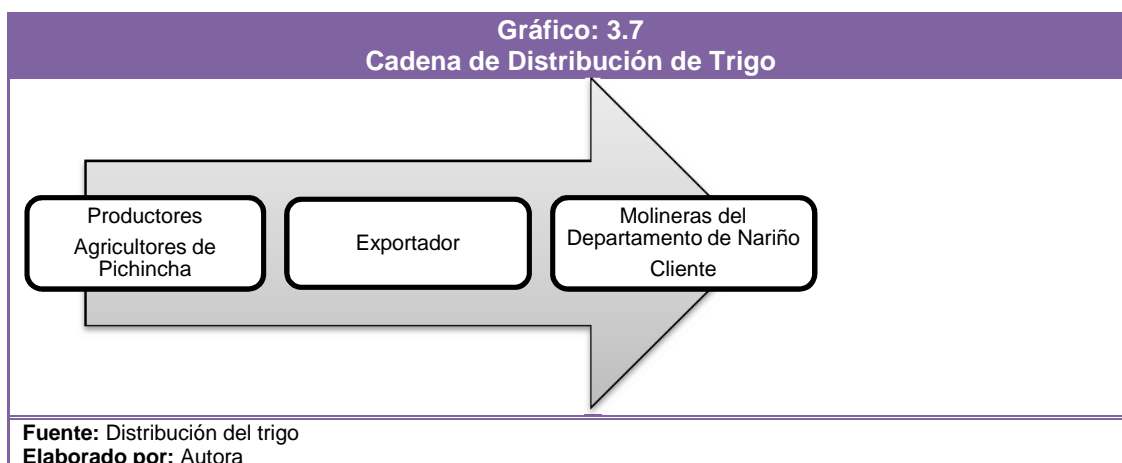 Gráfico: 3.7
Cadena de Distribución de Trigo
Productores
Agricultores de
Pichincha
Exportador
Molineras del
Departamento de Nariño
Cliente
Fuente: Distribución del trigo
Elaborado por: Autora